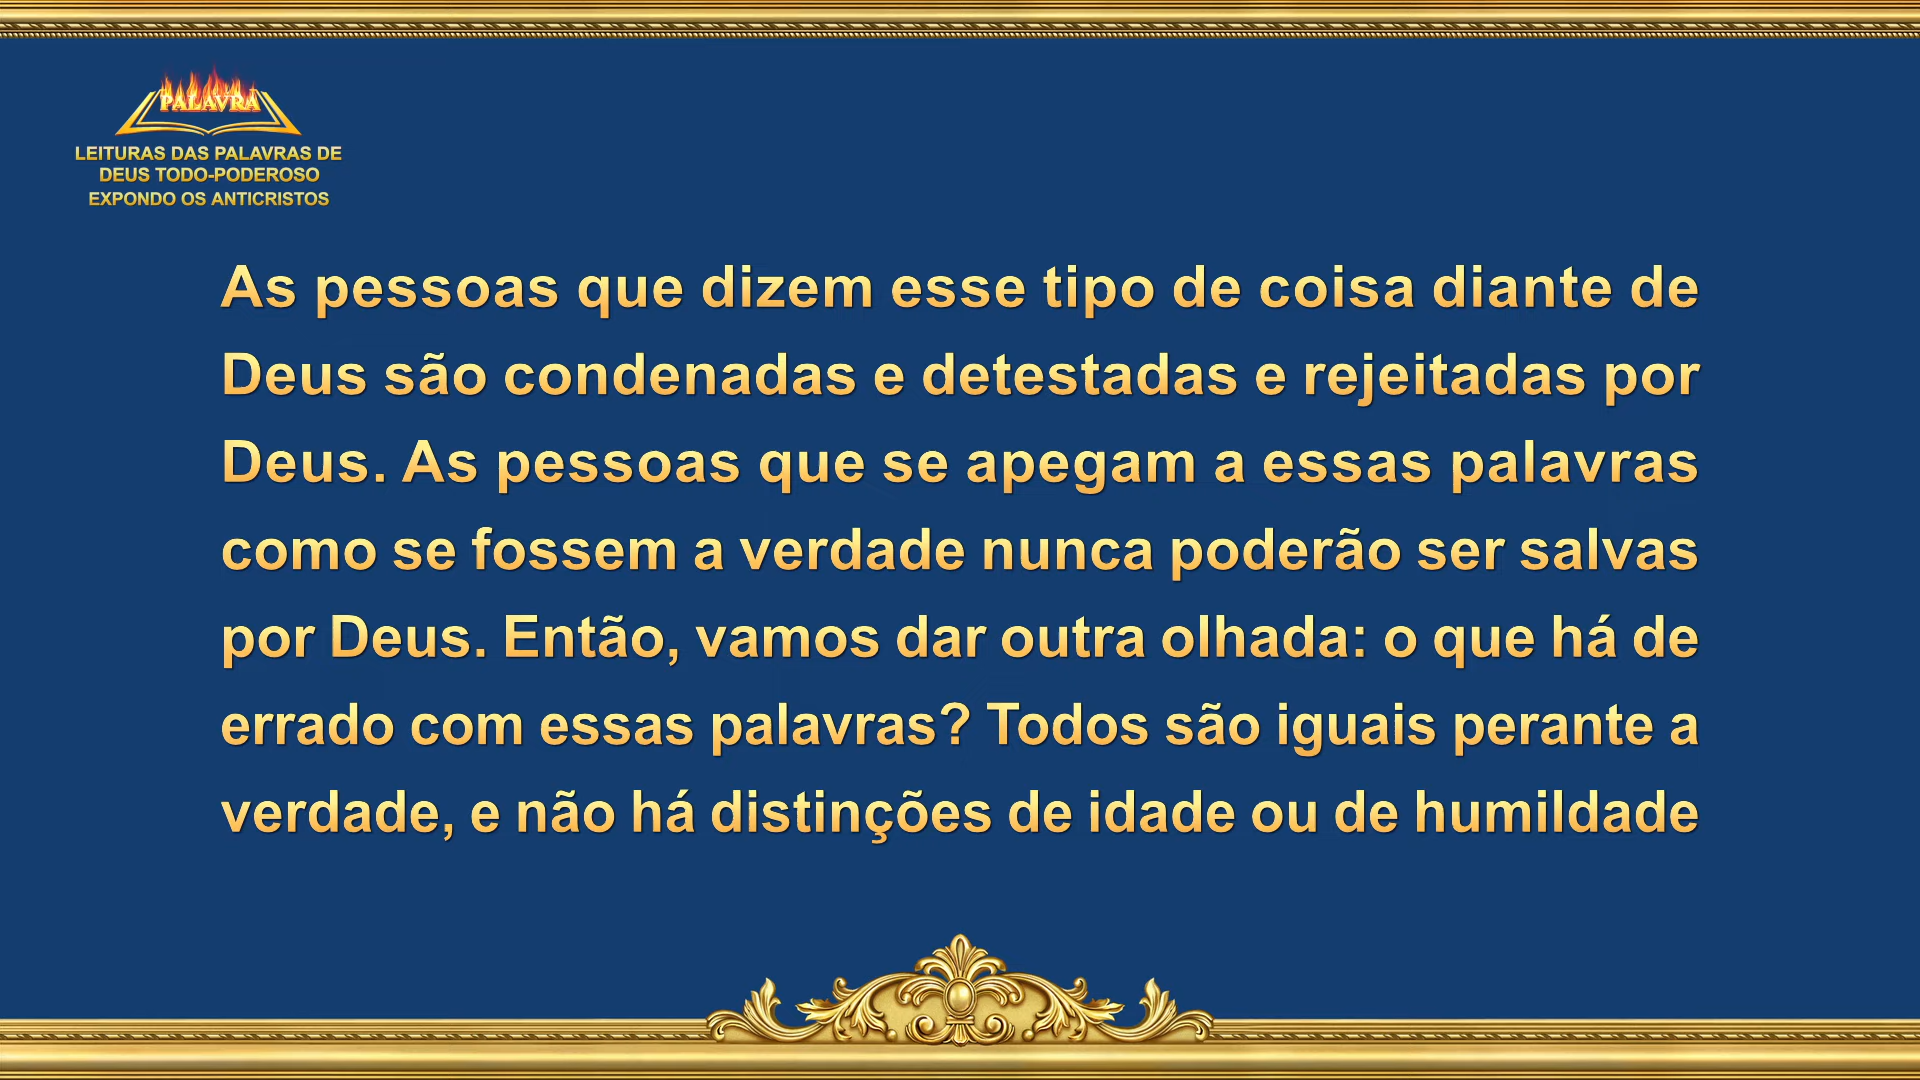 PALAVRA
LEITURAS DAS PALAVRAS DE
DEUS TODO-PODEROSO
EXPONDO OS ANTICRISTOS
As pessoas que dizem esse tipo de coisa diante de
Deus são condenadas e detestadas e rejeitadas por
Deus. As pessoas que se apegam a essas palavras
como se fossem a verdade nunca poderão ser salvas
por Deus. Então, vamos dar outra olhada: o que há de
errado com essas palavras? Todos são iguais perante a
verdade, e não há distinções de idade ou de humildade